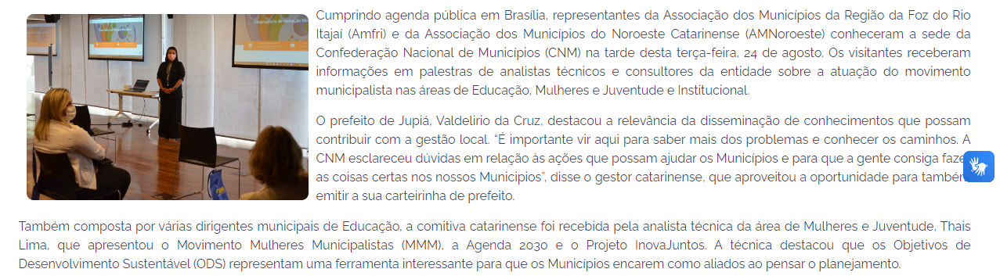 Observatório de Inovação
Cumprindo agenda pública em Brasília, representantes da Associação dos Municípios da Região da Foz do Rio
Itajaí (Amfri) e da Associação dos Municípios do Noroeste Catarinense (AMNoroeste) conheceram a sede da
Confederação Nacional de Municípios (CNM) na tarde desta terça-feira, 24 de agosto. Os visitantes receberam
informações em palestras de analistas técnicos e consultores da entidade sobre a atuação do movimento
municipalista nas áreas de Educação, Mulheres e Juventude e Institucional.
O prefeito de Jupiá, Valdelirio da Cruz, destacou a relevância da disseminação de conhecimentos que possam
contribuir com a gestão local. “É importante vir aqui para saber mais dos problemas e conhecer os caminhos. A
CNM esclareceu dúvidas em relação às ações que possam ajudar os Municípios e para que a gente consiga faze
as coisas certas nos nossos Municipios”, disse o gestor catarinense, que aproveitou a oportunidade para també
emitir a sua carteirinha de prefeito.
Também composta por várias dirigentes municipais de Educação, a comitiva catarinense foi recebida pela analista técnica da área de Mulheres e Juventude, Thais
Lima, que apresentou o Movimento Mulheres Municipalistas (MMM), a Agenda 2030 e o Projeto InovaJuntos. A técnica destacou que os Objetivos de
Desenvolvimento Sustentável (ODS) representam uma ferramenta interessante para que os Municípios encarem como aliados ao pensar o planejamento.